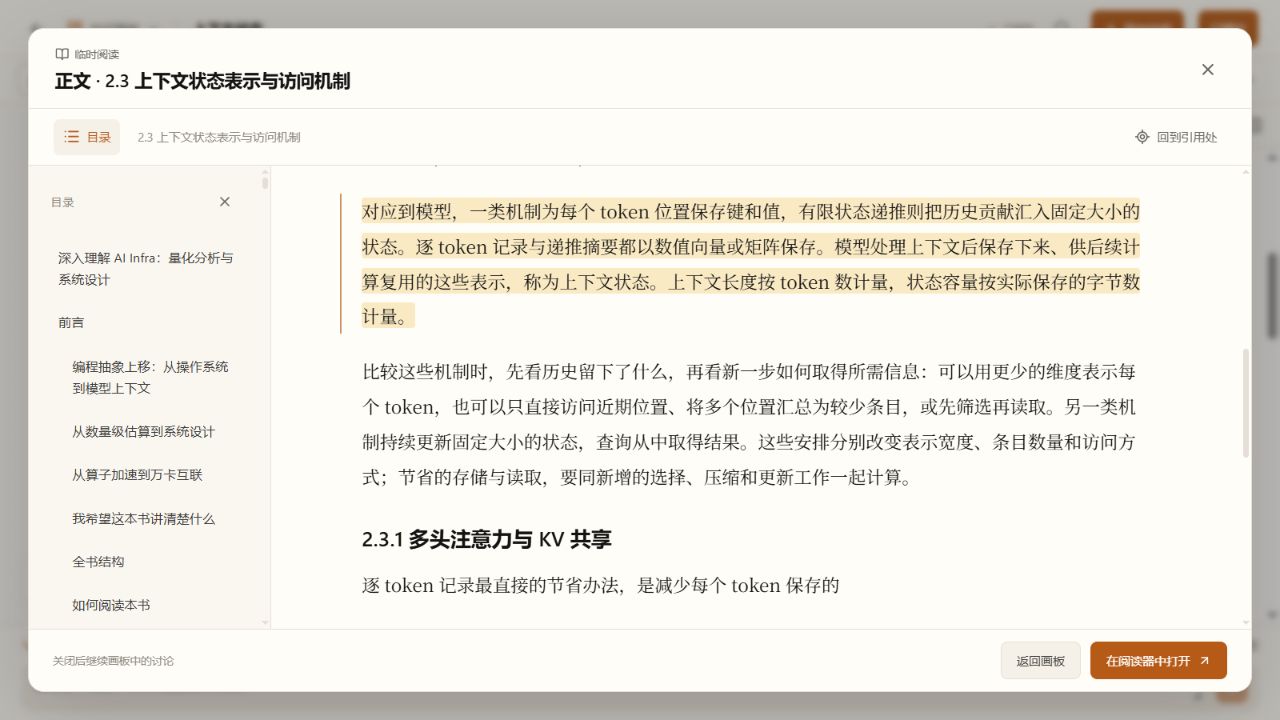 临时阅读
正文 · 2.3 上下文状态表示与访问机制
目录
2.3 上下文状态表示与访问机制
回到引用处
目录
深入理解 AI Infra：量化分析与
系统设计
前言
编程抽象上移：从操作系统
到模型上下文
从数量级估算到系统设计
从算子加速到万卡互联
我希望这本书讲清楚什么
全书结构
如何阅读本书
对应到模型，一类机制为每个 token 位置保存键和值，有限状态递推则把历史贡献汇入固定大小的
状态。逐 token 记录与递推摘要都以数值向量或矩阵保存。模型处理上下文后保存下来、供后续计
算复用的这些表示，称为上下文状态。上下文长度按 token 数计量，状态容量按实际保存的字节数
计量。
比较这些机制时，先看历史留下了什么，再看新一步如何取得所需信息：可以用更少的维度表示每
个 token，也可以只直接访问近期位置、将多个位置汇总为较少条目，或先筛选再读取。另一类机
制持续更新固定大小的状态，查询从中取得结果。这些安排分别改变表示宽度、条目数量和访问方
式；节省的存储与读取，要同新增的选择、压缩和更新工作一起计算。
2.3.1 多头注意力与 KV 共享
逐 token 记录最直接的节省办法，是减少每个 token 保存的
关闭后继续画板中的讨论
返回画板
在阅读器中打开